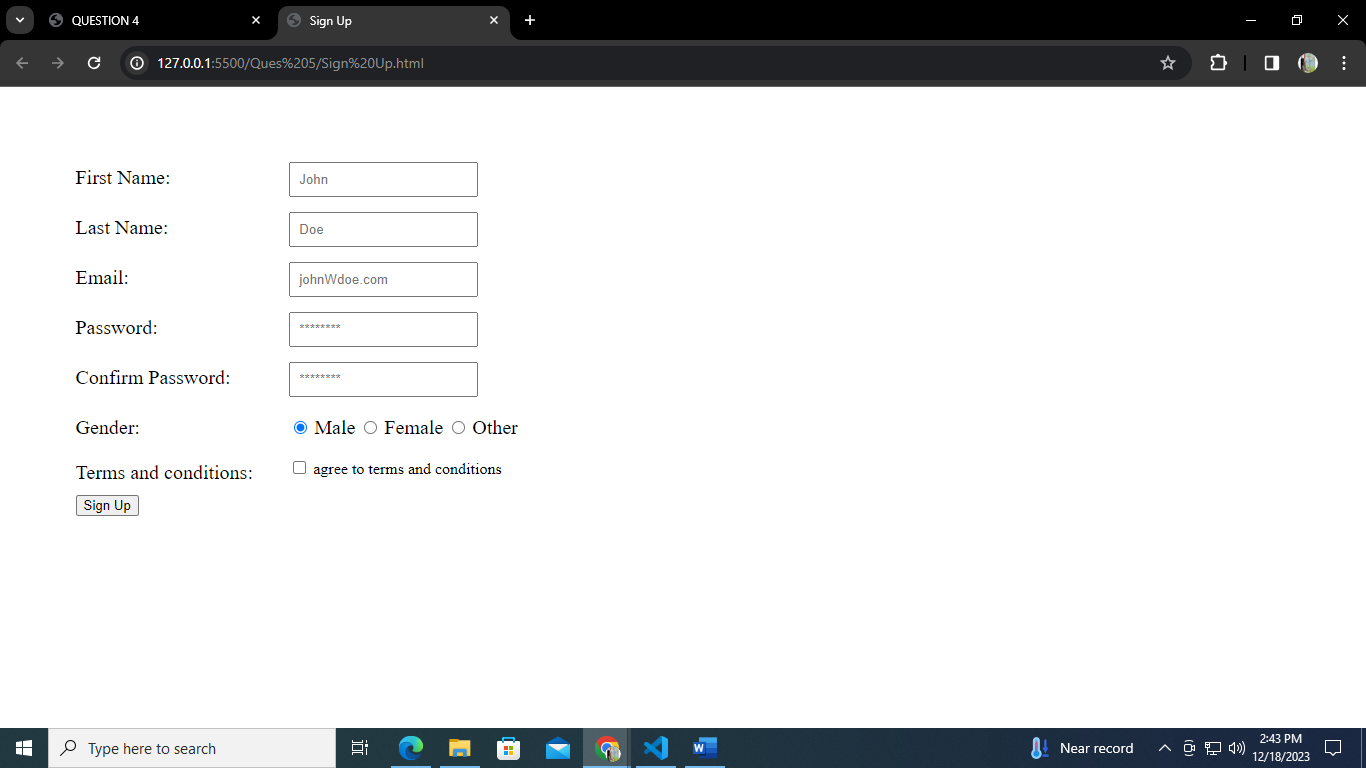 QUESTION 4
Sign Up
127.0.0.1:5500/Ques%205/Sign%20Up.html
First Name: John
Last Name: Doe
Email: johnWdoe.com
Password: ********
Confirm Password: ********
Gender: Male Female Other
Terms and conditions: agree to terms and conditions
Sign Up
Type here to search
Near record
2:43 PM
12/18/2023